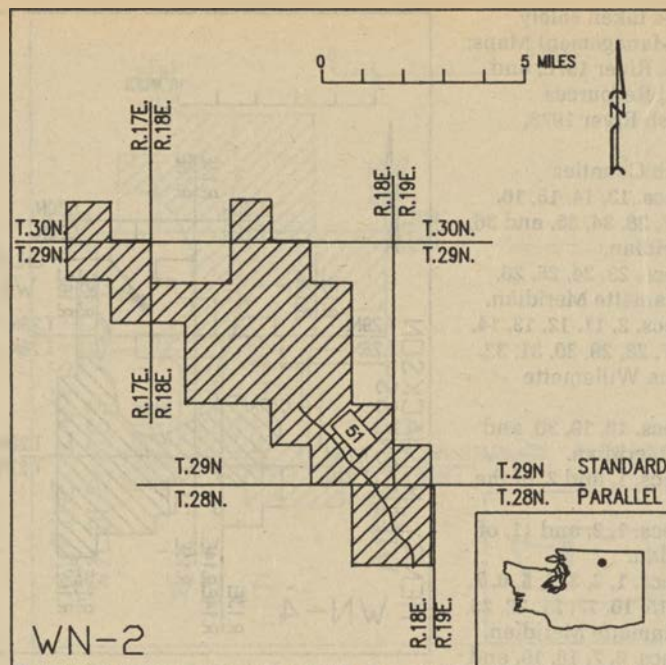 0 5 MILES
N
R.17E.
R.18E.
R.18E.
R.19E.
T.30N.
T.29N.
T.30N.
T.29N.
R.17E.
R.18E.
51
T.29N.
T.28N.
T.29N
T.28N.
STANDARD
PARALLEL
R.18E.
R.19E.
WN-2